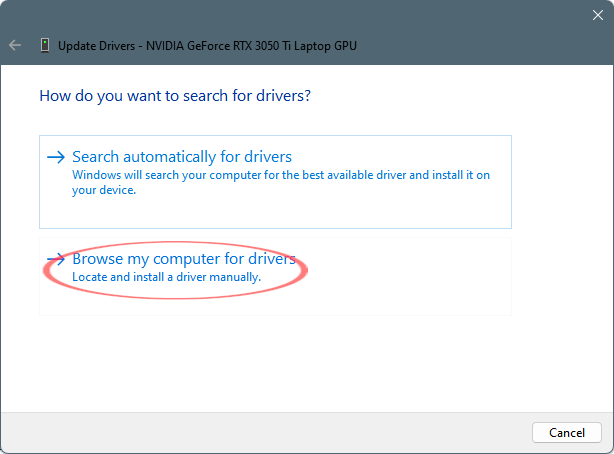 Update Drivers - NVIDIA GeForce RTX 3050 Ti Laptop GPU
How do you want to search for drivers?
Search automatically for drivers
Windows will search your computer for the best available driver and install it on
your device.
Browse my computer for drivers
Locate and install a driver manually.
Cancel